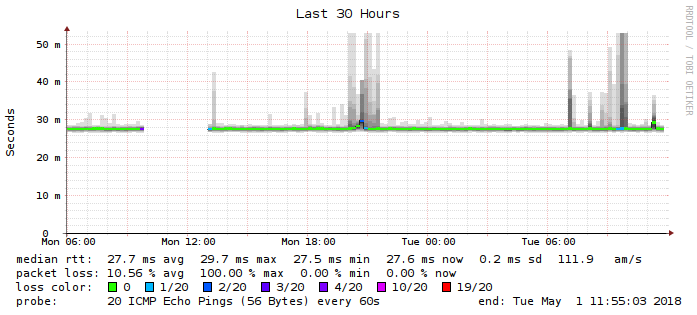 Last 30 Hours
RRDTOOL / TOBI OETIKER
Seconds
50 m
40 m
30 m
20 m
10 m
0
Mon 06:00 Mon 12:00 Mon 18:00 Tue 00:00 Tue 06:00
median rtt: 27.7 ms avg 29.7 ms max 27.5 ms min 27.6 ms now 0.2 ms sd 111.9 am/s
packet loss: 10.56 % avg 100.00 % max 0.00 % min 0.00 % now
loss color: 0 1/20 2/20 3/20 4/20 10/20 19/20
probe: 20 ICMP Echo Pings (56 Bytes) every 60s end: Tue May 1 11:55:03 2018